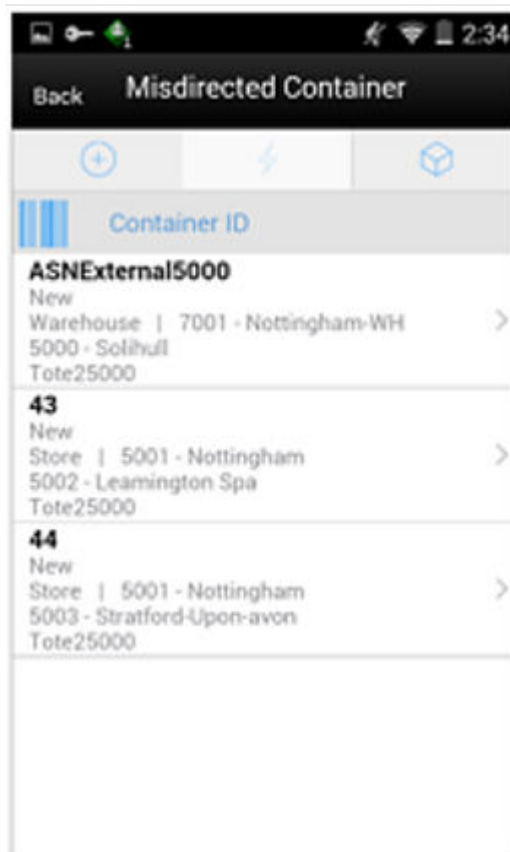 2:34
Back Misdirected Container
Container ID
ASNExternal5000
New
Warehouse | 7001 - Nottingham-WH
5000 - Solihull
Tote25000
43
New
Store | 5001 - Nottingham
5002 - Leamington Spa
Tote25000
44
New
Store | 5001 - Nottingham
5003 - Stratford-Upon-avon
Tote25000